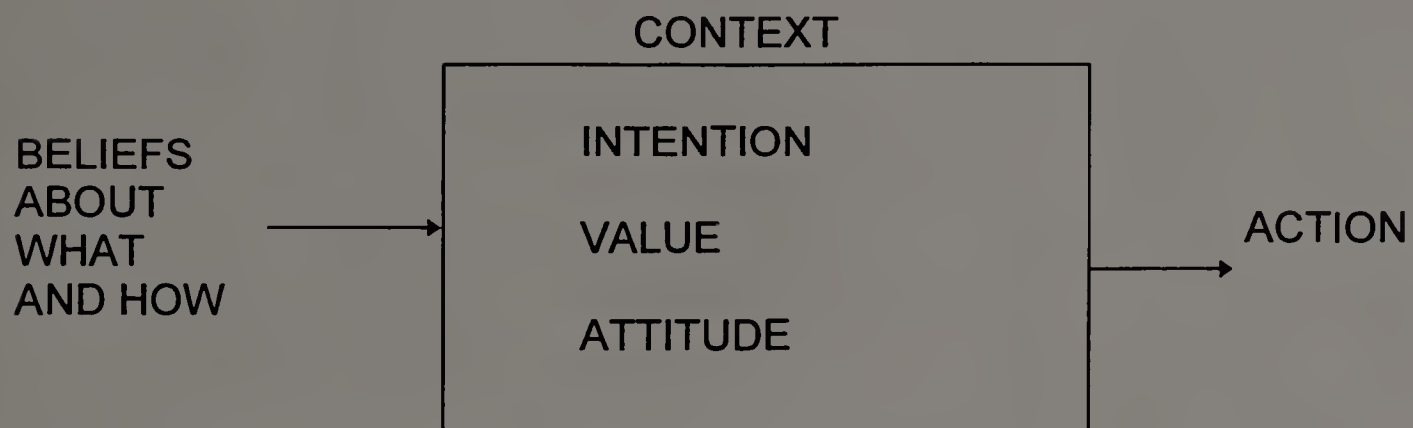 CONTEXT
BELIEFS
ABOUT
WHAT
AND HOW
INTENTION
VALUE
ATTITUDE
ACTION